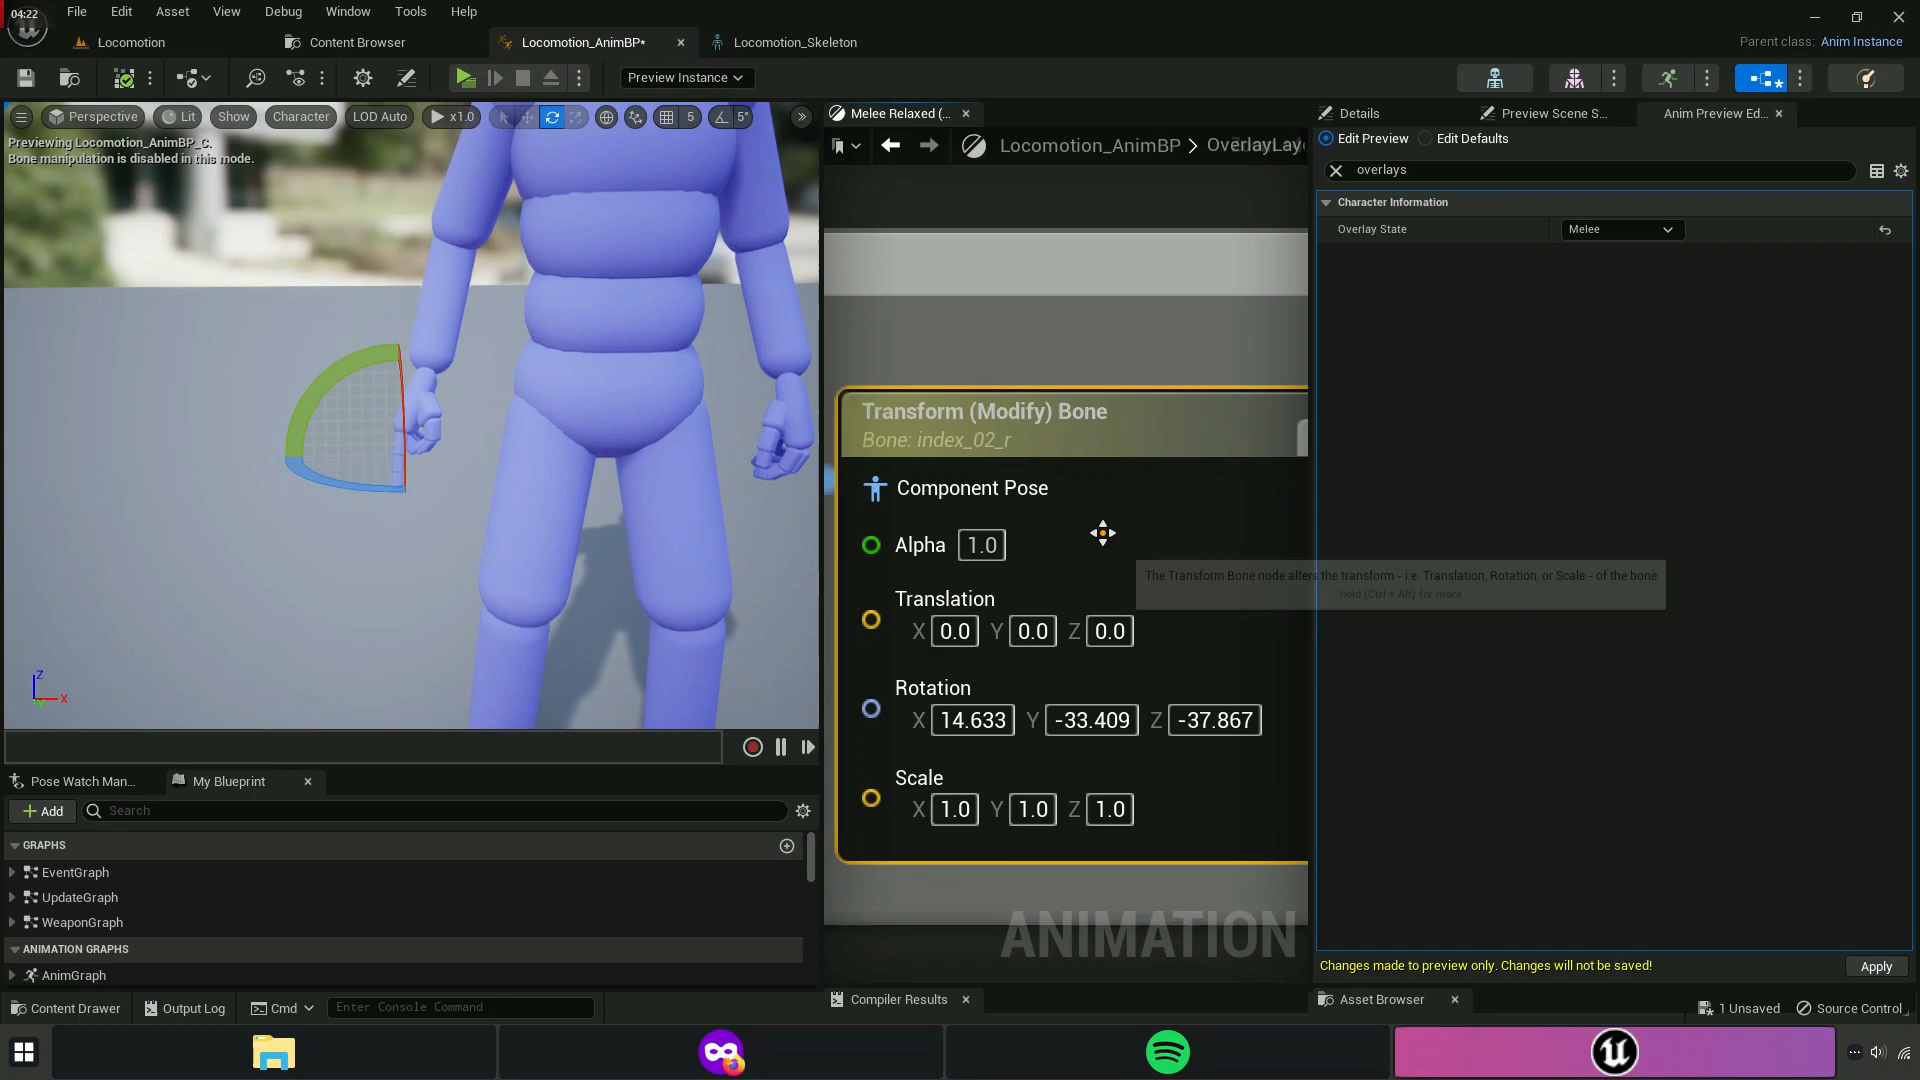 04:22
File Edit Asset View Debug Window Tools Help
Locomotion Content Browser Locomotion_AnimBP* Locomotion_Skeleton
Parent class: Anim Instance
Preview Instance
Perspective Lit Show Character LOD Auto x1.0 5 5°
Previewing Locomotion_AnimBP_C.
Bone manipulation is disabled in this mode.
Z
X
Y
Melee Relaxed (...
Locomotion_AnimBP > OverlayLay
Transform (Modify) Bone
Bone: index_02_r
Component Pose
Alpha 1.0
Translation
X 0.0 Y 0.0 Z 0.0
Rotation
X 14.633 Y -33.409 Z -37.867
Scale
X 1.0 Y 1.0 Z 1.0
ANIMATION
The Transform Bone node alters the transform - i.e. Translation, Rotation, or Scale - of the bone
hold (Ctrl + Alt) for more
Details Preview Scene S... Anim Preview Ed...
Edit Preview Edit Defaults
overlays
Character Information
Overlay State Melee
Changes made to preview only. Changes will not be saved!
Apply
Pose Watch Man... My Blueprint
Add Search
GRAPHS
EventGraph
UpdateGraph
WeaponGraph
ANIMATION GRAPHS
AnimGraph
Compiler Results
Asset Browser
Content Drawer Output Log Cmd Enter Console Command
1 Unsaved Source Control